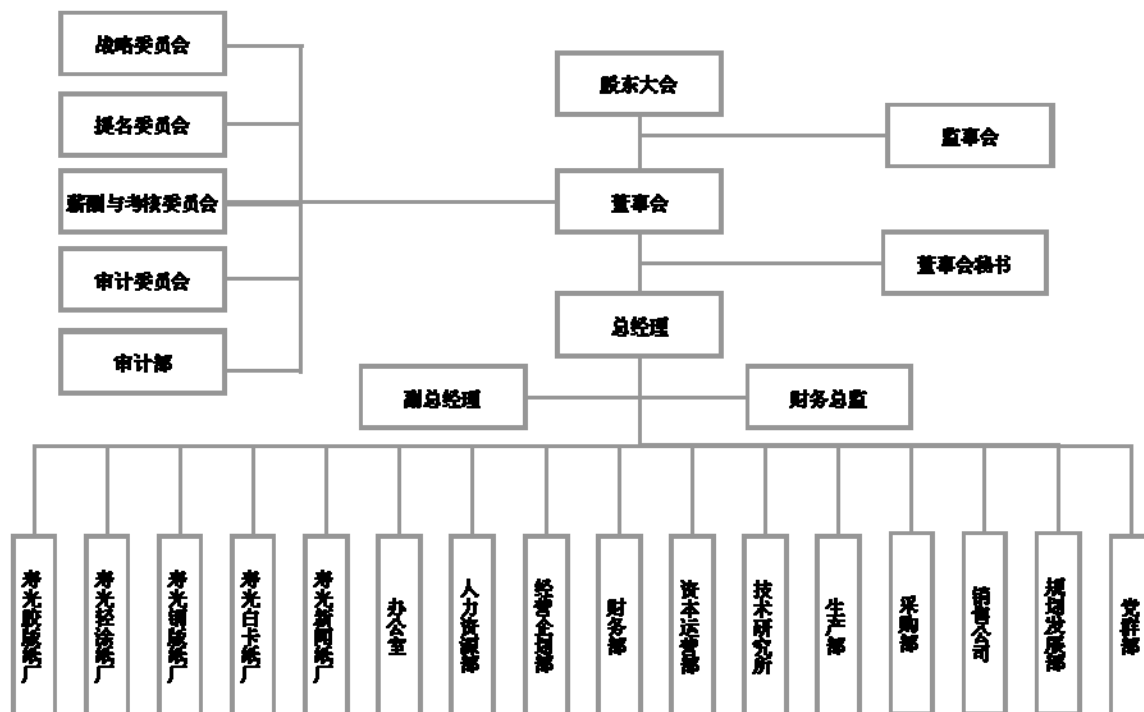 战略委员会
股东大会
提名委员会
监事会
薪酬与考核委员会
董事会
审计委员会
董事会秘书
总经理
审计部
副总经理
财务总监
寿光胶版纸厂
寿光轻涂纸厂
寿光铜版纸厂
寿光白卡纸厂
寿光新闻纸厂
办公室
人力资源部
经营企划部
财务部
资本运营部
技术研究所
生产部
采购部
销售公司
规划发展部
党群部